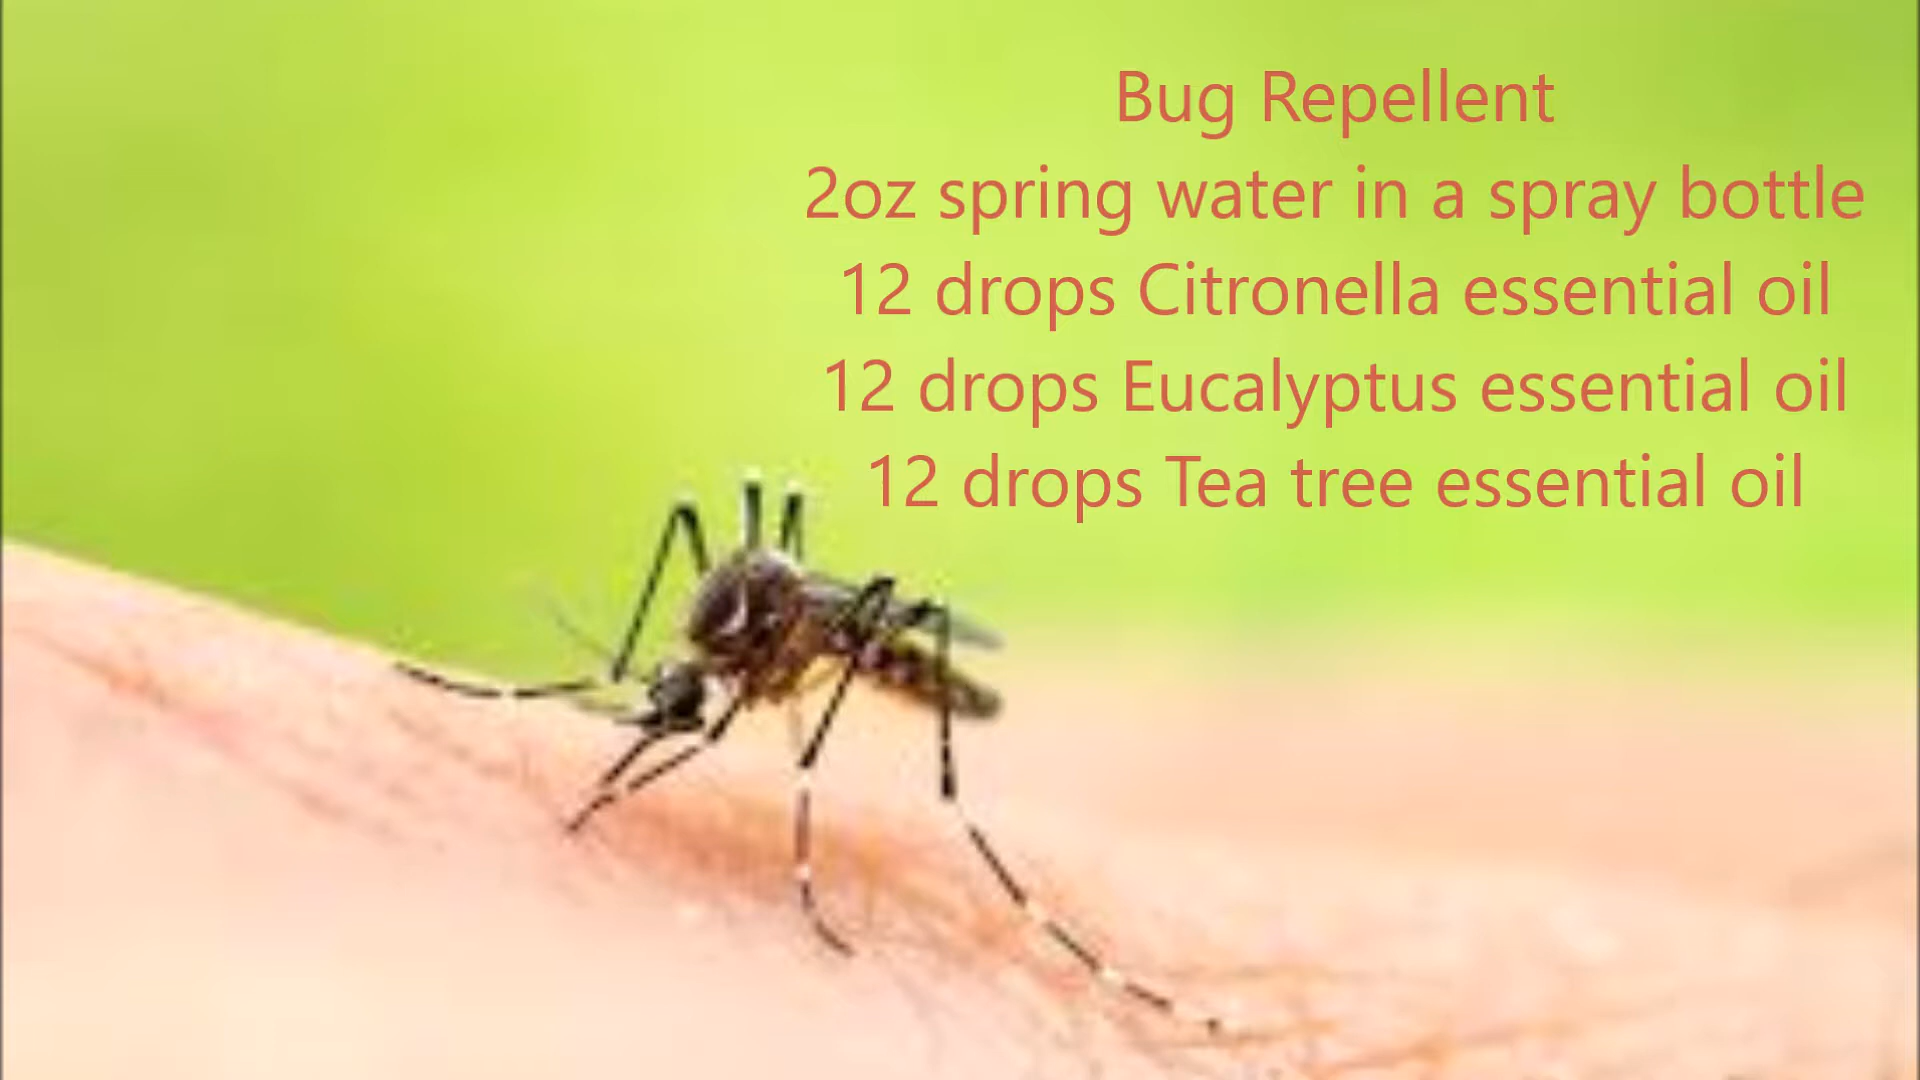 Bug Repellent
2oz spring water in a spray bottle
12 drops Citronella essential oil
12 drops Eucalyptus essential oil
12 drops Tea tree essential oil